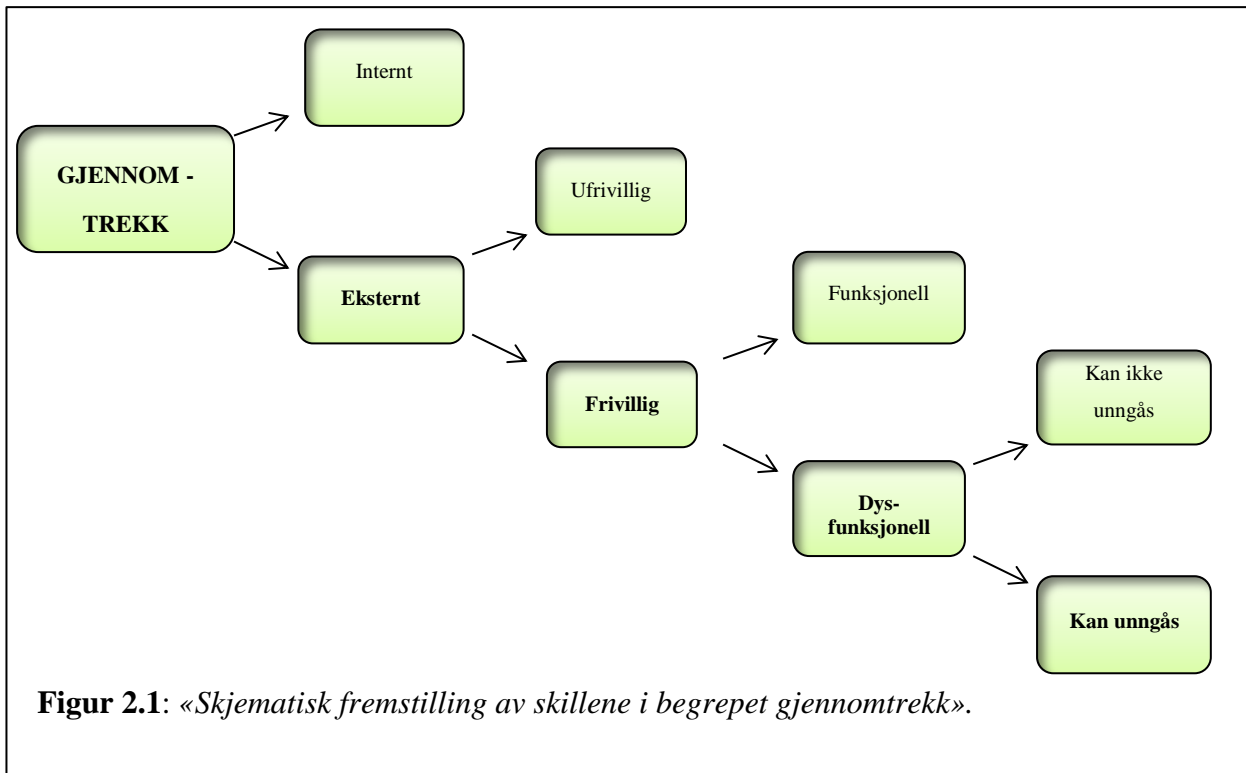 Internt
GJENNOM -
TREKK
Ufrivillig
Eksternt
Funksjonell
Frivillig
Kan ikke
unngås
Dys-
funksjonell
Kan unngås
Figur 2.1: «Skjematisk fremstilling av skillene i begrepet gjennomtrekk».